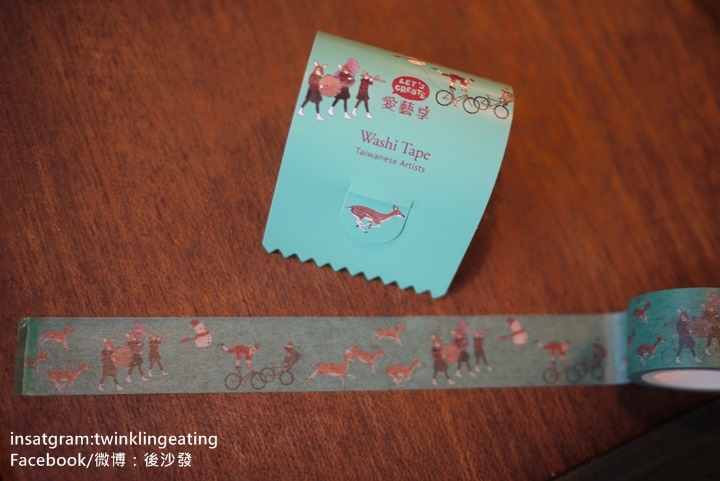 LET'S
CREATE
愛藝享
Washi Tape
Taiwanese Artists
insatgram:twinklingeating
Facebook/微博：後沙發